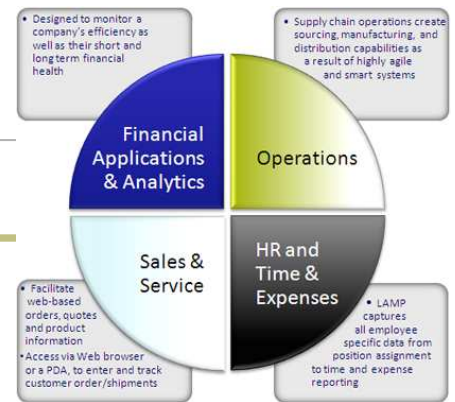 • Designed to monitor a
company's efficiency as
well as their short and
long term financial
health
• Supply chain operations create
sourcing, manufacturing, and
distribution capabilities as
a result of highly agile
and smart systems
Financial
Applications
& Analytics
Operations
Sales &
Service
HR and
Time &
Expenses
• Facilitate
web-based
orders, quotes
and product
information
•Access via Web browser
or a PDA, to enter and track
customer order/shipments
• LAMP
captures
all employee
specific data from
position assignment
to time and expense
reporting